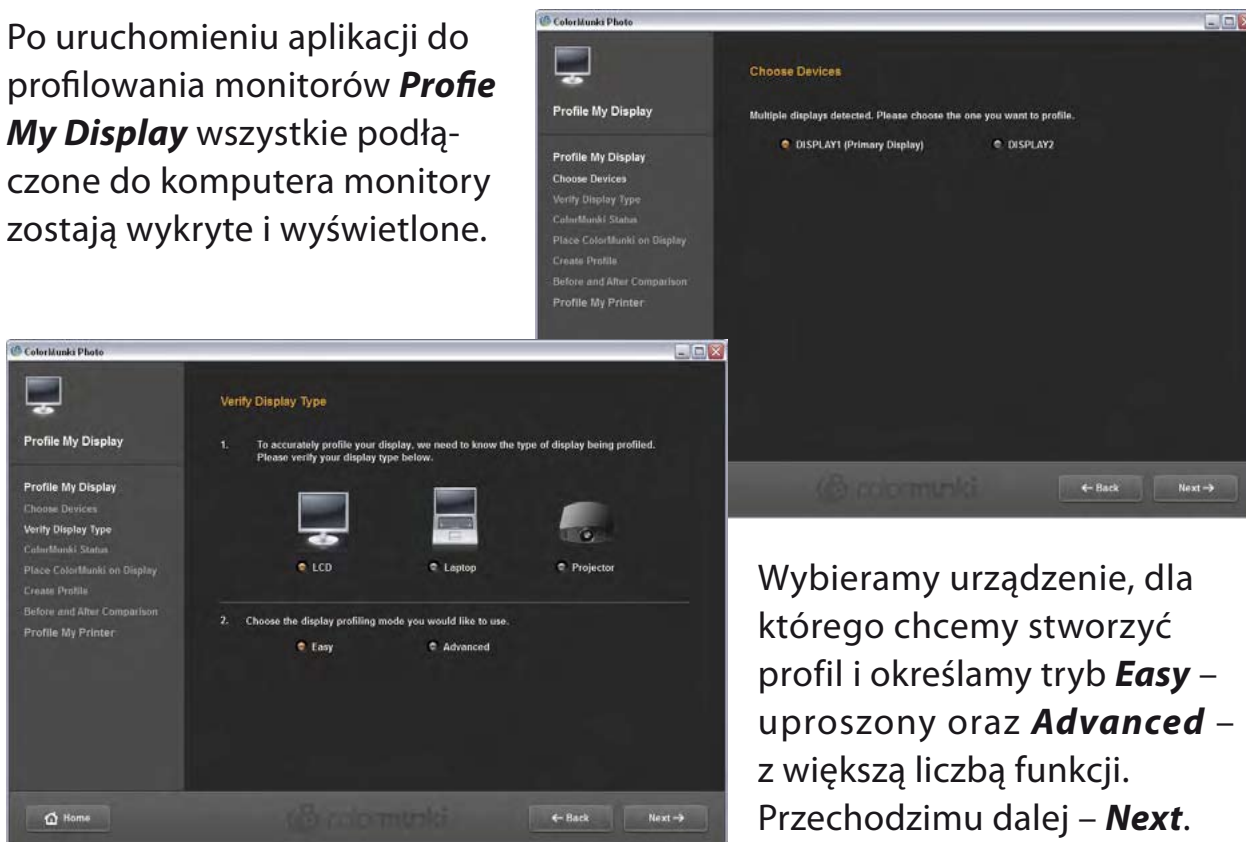 Po uruchomieniu aplikacji do
profilowania monitorów Profie
My Display wszystkie podłą-
czone do komputera monitory
zostają wykryte i wyświetlone.
ColorMunki Photo
Profile My Display
Profile My Display
Choose Devices
Verify Display Type
ColorMunki Status
Place ColorMunki on Display
Create Profile
Before and After Comparison
Profile My Printer
Choose Devices
Multiple displays detected. Please choose the one you want to profile.
DISPLAY1 (Primary Display) DISPLAY2
colormunki
← Back Next →
ColorMunki Photo
Profile My Display
Profile My Display
Choose Devices
Verify Display Type
ColorMunki Status
Place ColorMunki on Display
Create Profile
Before and After Comparison
Profile My Printer
Verify Display Type
1. To accurately profile your display, we need to know the type of display being profiled.
Please verify your display type below.
LCD Laptop Projector
2. Choose the display profiling mode you would like to use.
Easy Advanced
Home colormunki ← Back Next →
Wybieramy urządzenie, dla
którego chcemy stworzyć
profil i określamy tryb Easy –
uproszony oraz Advanced –
z większą liczbą funkcji.
Przechodzimu dalej – Next.